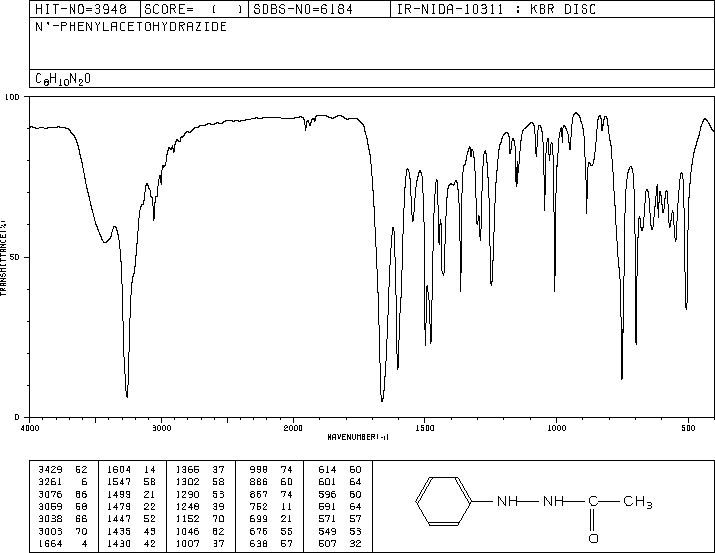 HIT-NO=3948 SCORE= ( ) SDBS-NO=6184 IR-NIDA-10311 : KBR DISC
N'-PHENYLACETOHYDRAZIDE
C8H10N2O
100
50
0
TRANSMITTANCE(%)
4000 3000 2000 1500 1000 500
WAVENUMBER(-1)
3429 52 1604 14 1366 37 998 74 614 60
3261 6 1547 58 1302 58 886 60 601 64
3076 66 1499 21 1290 53 867 74 596 60
3059 60 1479 22 1248 39 752 11 591 64
3038 66 1447 52 1152 70 699 21 571 57
3003 70 1435 49 1046 62 676 55 549 53
1664 4 1430 42 1007 37 638 57 507 32
NH NH C CH3
O